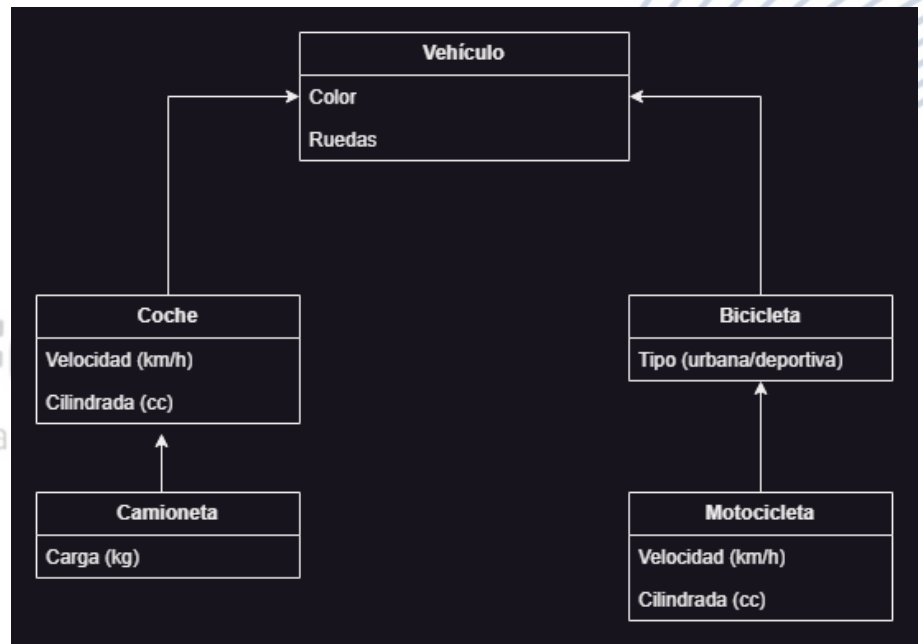 Vehículo
Color
Ruedas
Coche
Velocidad (km/h)
Cilindrada (cc)
Bicicleta
Tipo (urbana/deportiva)
Camioneta
Carga (kg)
Motocicleta
Velocidad (km/h)
Cilindrada (cc)